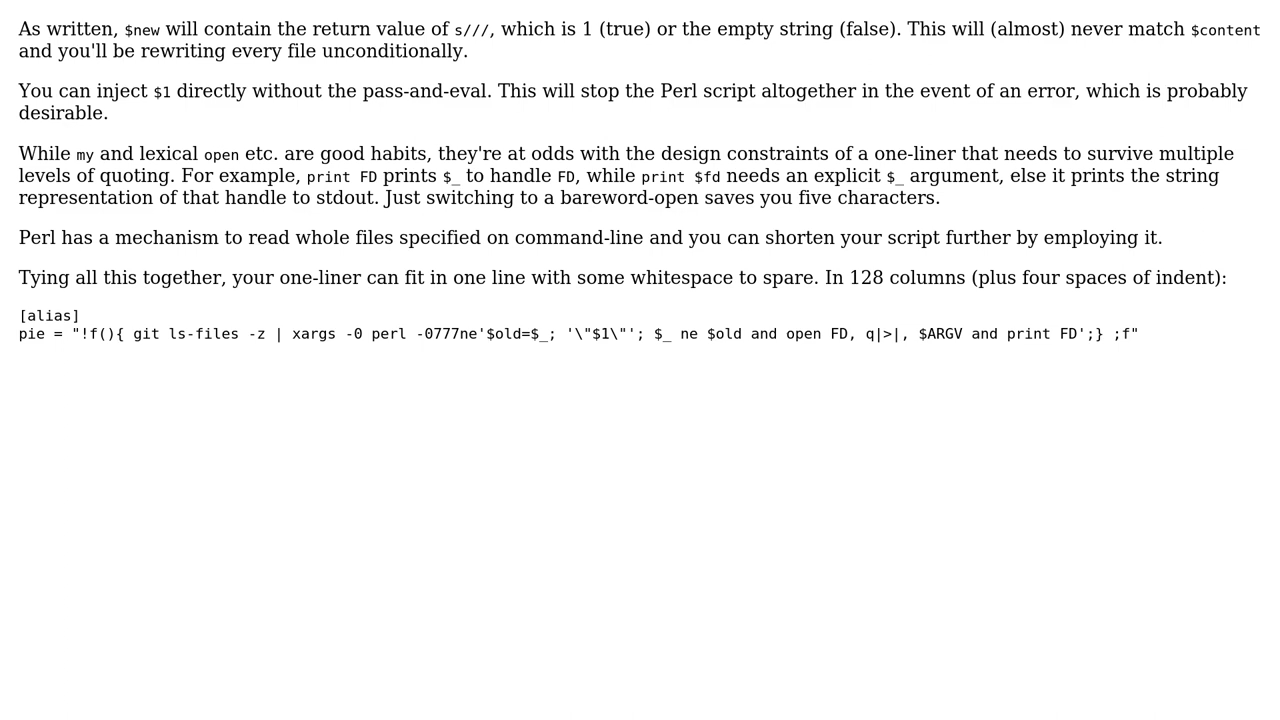 As written, $new will contain the return value of s///, which is 1 (true) or the empty string (false). This will (almost) never match $content
and you'll be rewriting every file unconditionally.
You can inject $1 directly without the pass-and-eval. This will stop the Perl script altogether in the event of an error, which is probably
desirable.
While my and lexical open etc. are good habits, they're at odds with the design constraints of a one-liner that needs to survive multiple
levels of quoting. For example, print FD prints $_ to handle FD, while print $fd needs an explicit $_ argument, else it prints the string
representation of that handle to stdout. Just switching to a bareword-open saves you five characters.
Perl has a mechanism to read whole files specified on command-line and you can shorten your script further by employing it.
Tying all this together, your one-liner can fit in one line with some whitespace to spare. In 128 columns (plus four spaces of indent):
[alias]
pie = "!f(){ git ls-files -z | xargs -0 perl -0777ne'$old=$_; '\"$1\"'; $_ ne $old and open FD, q|>|, $ARGV and print FD';} ;f"